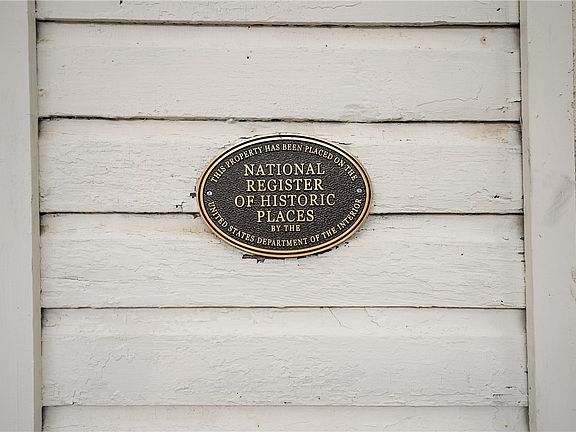 THIS PROPERTY HAS BEEN PLACED ON THE
NATIONAL
REGISTER
OF HISTORIC
PLACES
BY THE
UNITED STATES DEPARTMENT OF THE INTERIOR